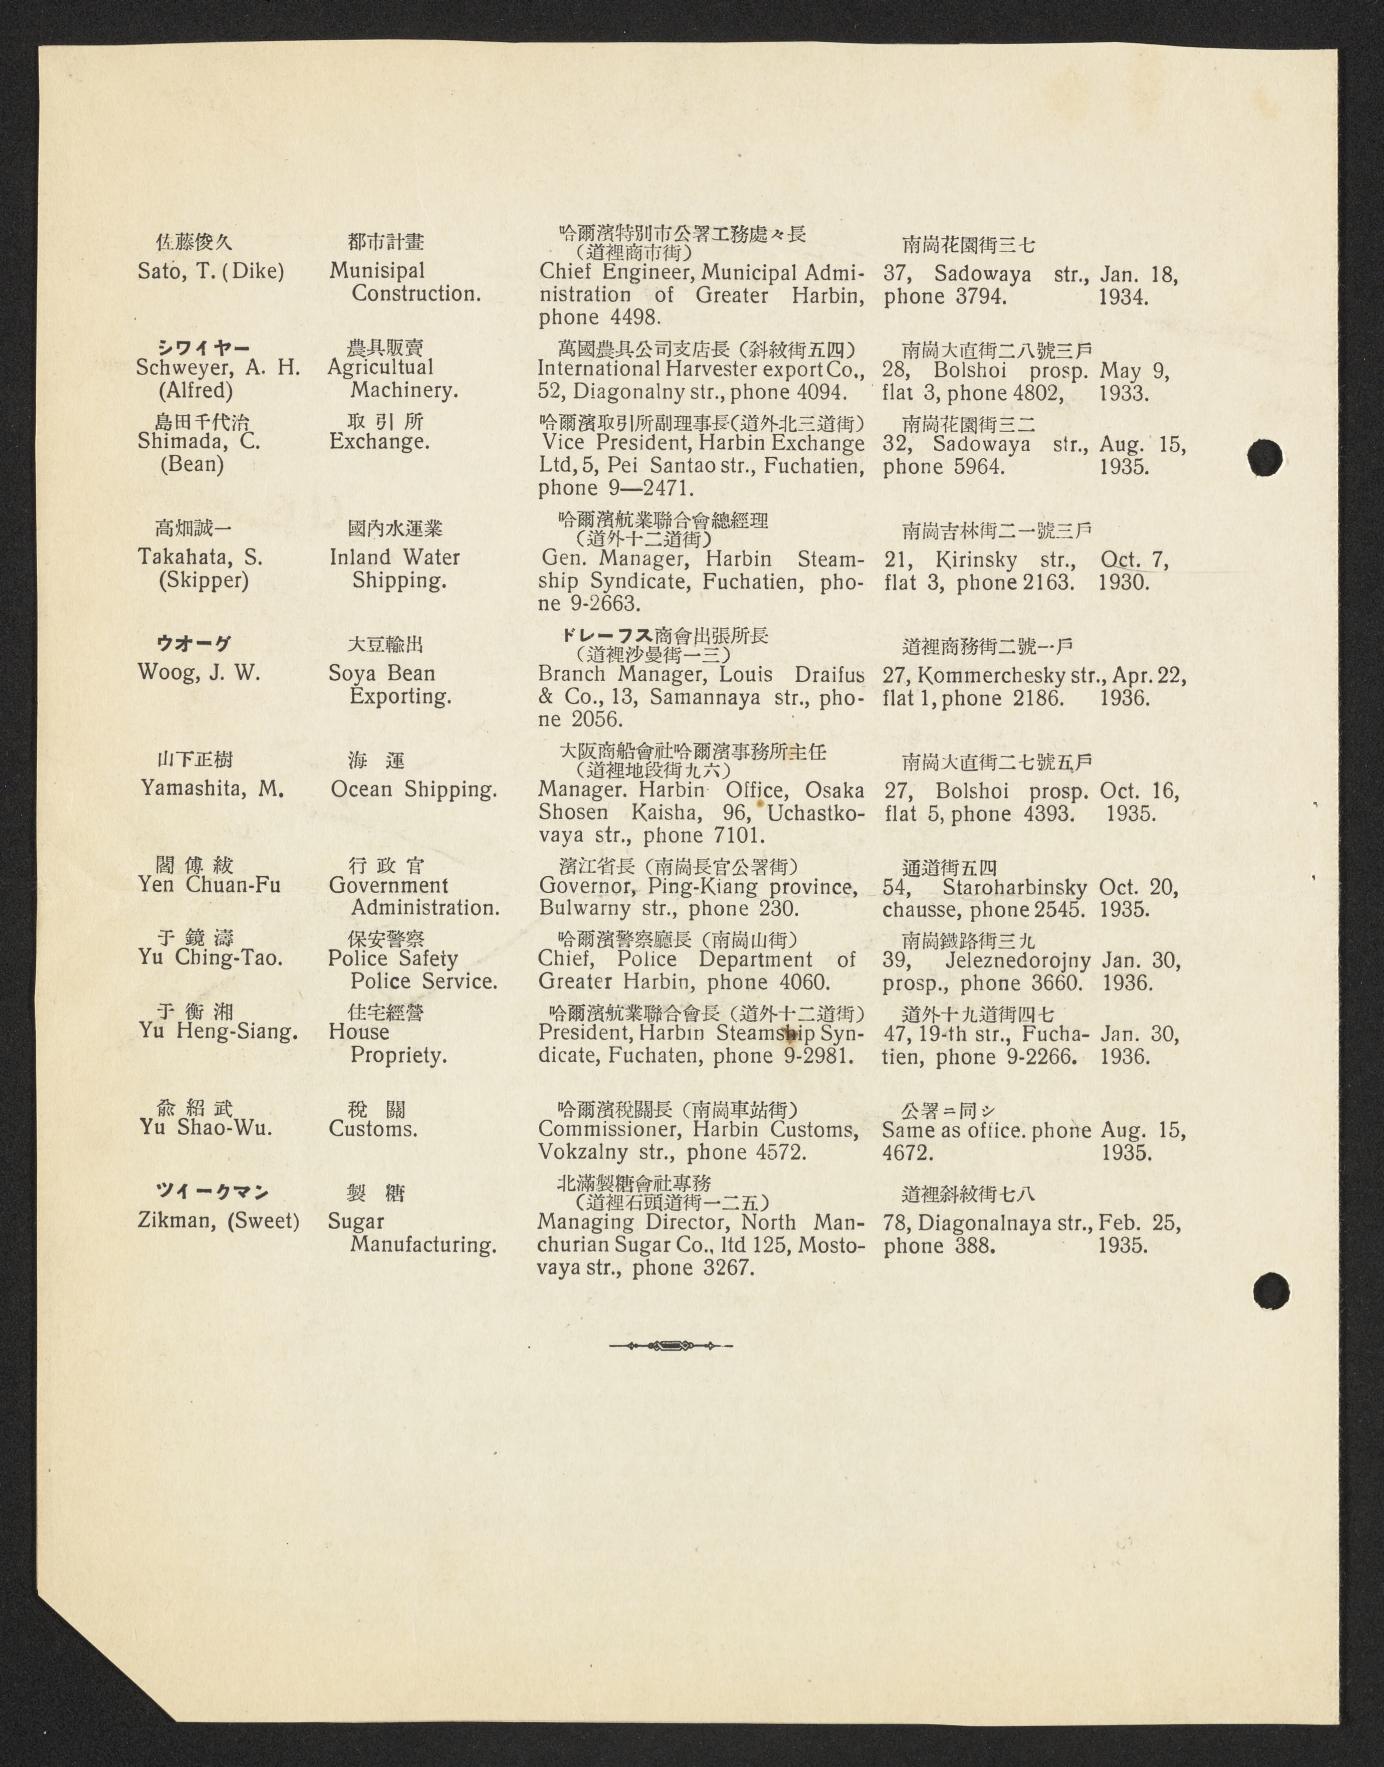 佐藤俊久 都市計畫 哈爾濱特別市公署工務處々長 南崗花園街三七
(道裡商市街)
Sato, T. (Dike) Munisipal Chief Engineer, Municipal Admi- 37, Sadowaya str., Jan. 18,
Construction. nistration of Greater Harbin, phone 3794. 1934.
phone 4498.
シワイヤー 農具販賣 萬國農具公司支店長(斜紋街五四) 南崗大直街二八號三戶
Schweyer, A. H. Agricultual International Harvester export Co., 28, Bolshoi prosp. May 9,
(Alfred) Machinery. 52, Diagonalny str., phone 4094. flat 3, phone 4802, 1933.
島田千代治 取引所 哈爾濱取引所副理事長(道外北三道街) 南崗花園街三二
Shimada, C. Exchange. Vice President, Harbin Exchange 32, Sadowaya str., Aug. 15,
(Bean) Ltd, 5, Pei Santao str., Fuchatien, phone 5964. 1935.
phone 9—2471.
高畑誠一 國內水運業 哈爾濱航業聯合會總經理 南崗吉林街二一號三戶
(道外十二道街)
Takahata, S. Inland Water Gen. Manager, Harbin Steam- 21, Kirinsky str., Oct. 7,
(Skipper) Shipping. ship Syndicate, Fuchatien, pho- flat 3, phone 2163. 1930.
ne 9-2663.
ウオーグ 大豆輸出 ドレーフス商會出張所長 道裡商務街二號一戶
(道裡沙曼街一三)
Woog, J. W. Soya Bean Branch Manager, Louis Draifus 27, Kommerchesky str., Apr. 22,
Exporting. & Co., 13, Samannaya str., pho- flat 1, phone 2186. 1936.
ne 2056.
山下正樹 海運 大阪商船會社哈爾濱事務所主任 南崗大直街二七號五戶
(道裡地段街九六)
Yamashita, M. Ocean Shipping. Manager. Harbin Office, Osaka 27, Bolshoi prosp. Oct. 16,
Shosen Kaisha, 96, Uchastko- flat 5, phone 4393. 1935.
vaya str., phone 7101.
閻傅紱 行政官 濱江省長(南崗長官公署街) 通道街五四
Yen Chuan-Fu Government Governor, Ping-Kiang province, 54, Staroharbinsky Oct. 20,
Administration. Bulwarny str., phone 230. chausse, phone 2545. 1935.
于鏡濤 保安警察 哈爾濱警察廳長(南崗山街) 南崗鐵路街三九
Yu Ching-Tao. Police Safety Chief, Police Department of 39, Jeleznedorojny Jan. 30,
Police Service. Greater Harbin, phone 4060. prosp., phone 3660. 1936.
于衡湘 住宅經營 哈爾濱航業聯合會長(道外十二道街) 道外十九道街四七
Yu Heng-Siang. House President, Harbin Steamship Syn- 47, 19-th str., Fucha- Jan. 30,
Propriety. dicate, Fuchaten, phone 9-2981. tien, phone 9-2266. 1936.
兪紹武 稅關 哈爾濱稅關長(南崗車站街) 公署ニ同シ
Yu Shao-Wu. Customs. Commissioner, Harbin Customs, Same as office. phone Aug. 15,
Vokzalny str., phone 4572. 4672. 1935.
ツイークマン 製糖 北滿製糖會社專務 道裡斜紋街七八
(道裡石頭道街一二五)
Zikman, (Sweet) Sugar Managing Director, North Man- 78, Diagonalnaya str., Feb. 25,
Manufacturing. churian Sugar Co., ltd 125, Mosto- phone 388. 1935.
vaya str., phone 3267.